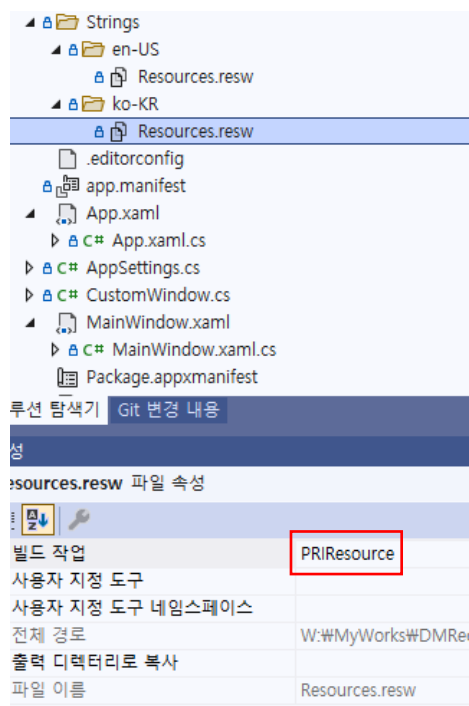 Strings
en-US
Resources.resw
ko-KR
Resources.resw
.editorconfig
app.manifest
App.xaml
C# App.xaml.cs
C# AppSettings.cs
C# CustomWindow.cs
MainWindow.xaml
C# MainWindow.xaml.cs
Package.appxmanifest
루션 탐색기 Git 변경 내용
성
esources.resw 파일 속성
빌드 작업 PRIResource
사용자 지정 도구
사용자 지정 도구 네임스페이스
전체 경로 W:₩MyWorks₩DMRec
출력 디렉터리로 복사
파일 이름 Resources.resw